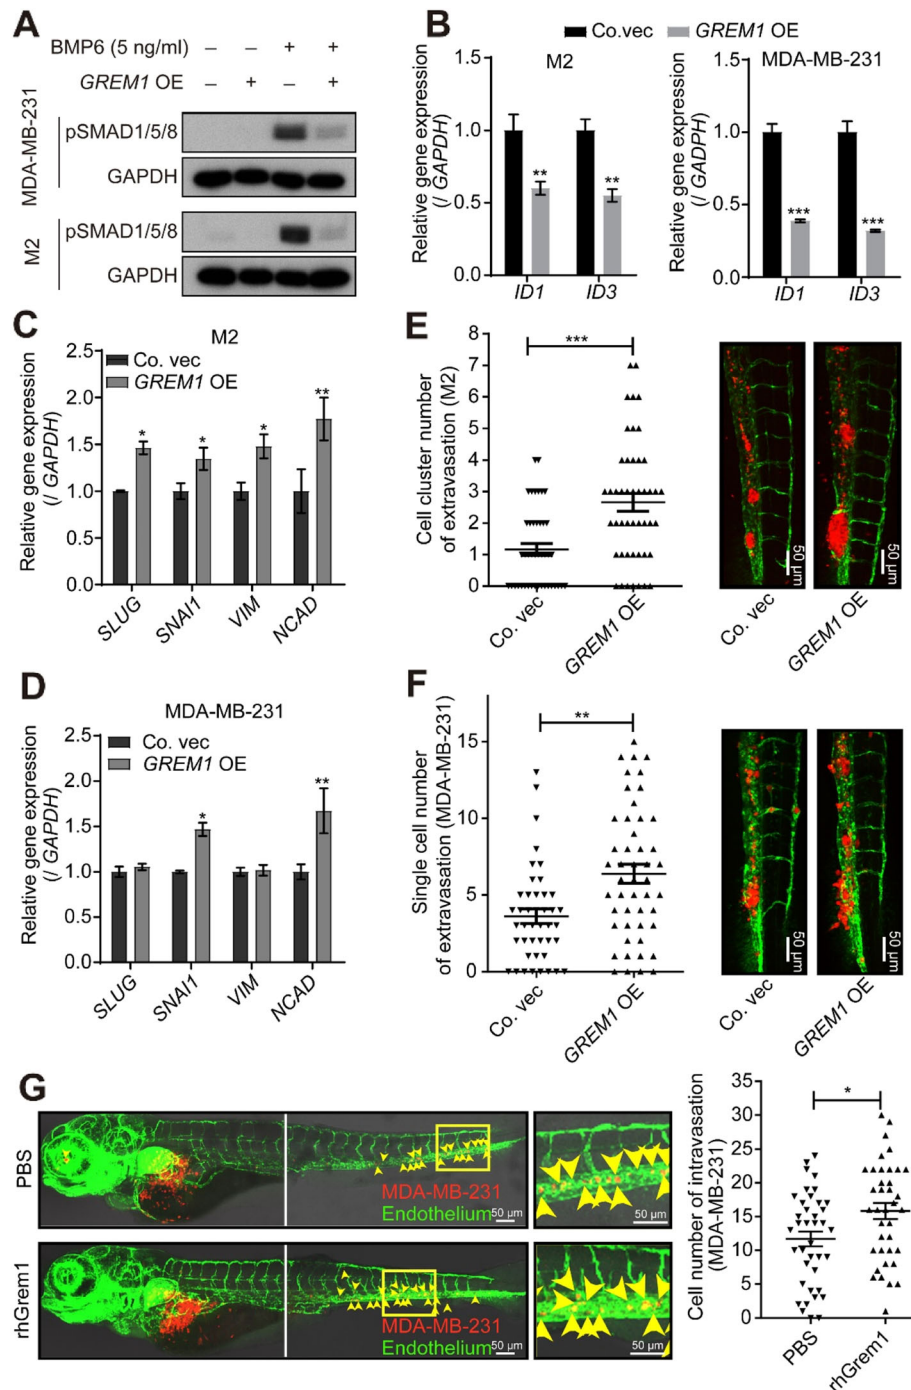 A
BMP6 (5 ng/ml) – – + +
GREM1 OE – + – +
MDA-MB-231
pSMAD1/5/8
GAPDH
M2
pSMAD1/5/8
GAPDH
B
Co.vec GREM1 OE
M2
Relative gene expression
(/ GAPDH)
1.0
0.5
0.0
** **
ID1 ID3
MDA-MB-231
Relative gene expression
(/ GADPH)
1.0
0.5
0.0
*** ***
ID1 ID3
C
M2
Co. vec
GREM1 OE
Relative gene expression
(/ GAPDH)
2.5
2.0
1.5
1.0
0.5
0.0
* * * **
SLUG SNAI1 VIM NCAD
D
MDA-MB-231
Co. vec
GREM1 OE
Relative gene expression
(/ GAPDH)
2.5
2.0
1.5
1.0
0.5
0.0
* **
SLUG SNAI1 VIM NCAD
E
Cell cluster number
of extravasation (M2)
8
7
6
5
4
3
2
1
0
***
Co. vec GREM1 OE
50 µm 50 µm
Co. vec GREM1 OE
F
Single cell number
of extravasation (MDA-MB-231)
15
10
5
0
**
Co. vec GREM1 OE
50 µm 50 µm
Co. vec GREM1 OE
G
PBS
MDA-MB-231
Endothelium 50 µm
50 µm
rhGrem1
MDA-MB-231
Endothelium 50 µm
50 µm
Cell number of intravasation
(MDA-MB-231)
35
30
25
20
15
10
5
0
*
PBS rhGrem1